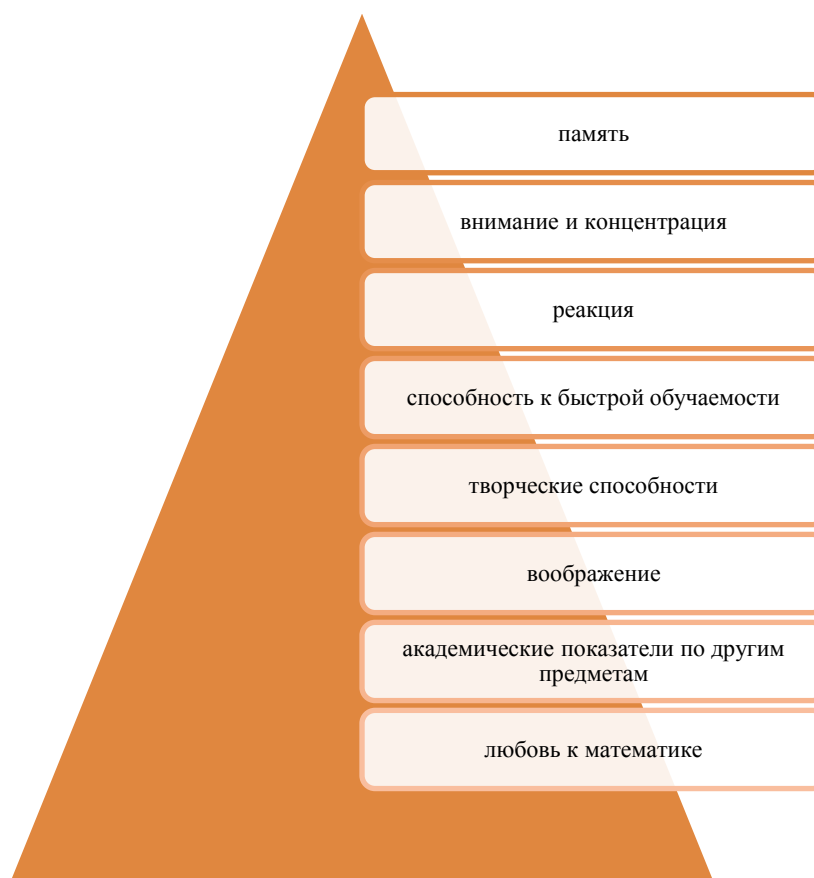 память
внимание и концентрация
реакция
способность к быстрой обучаемости
творческие способности
воображение
академические показатели по другим
предметам
любовь к математике